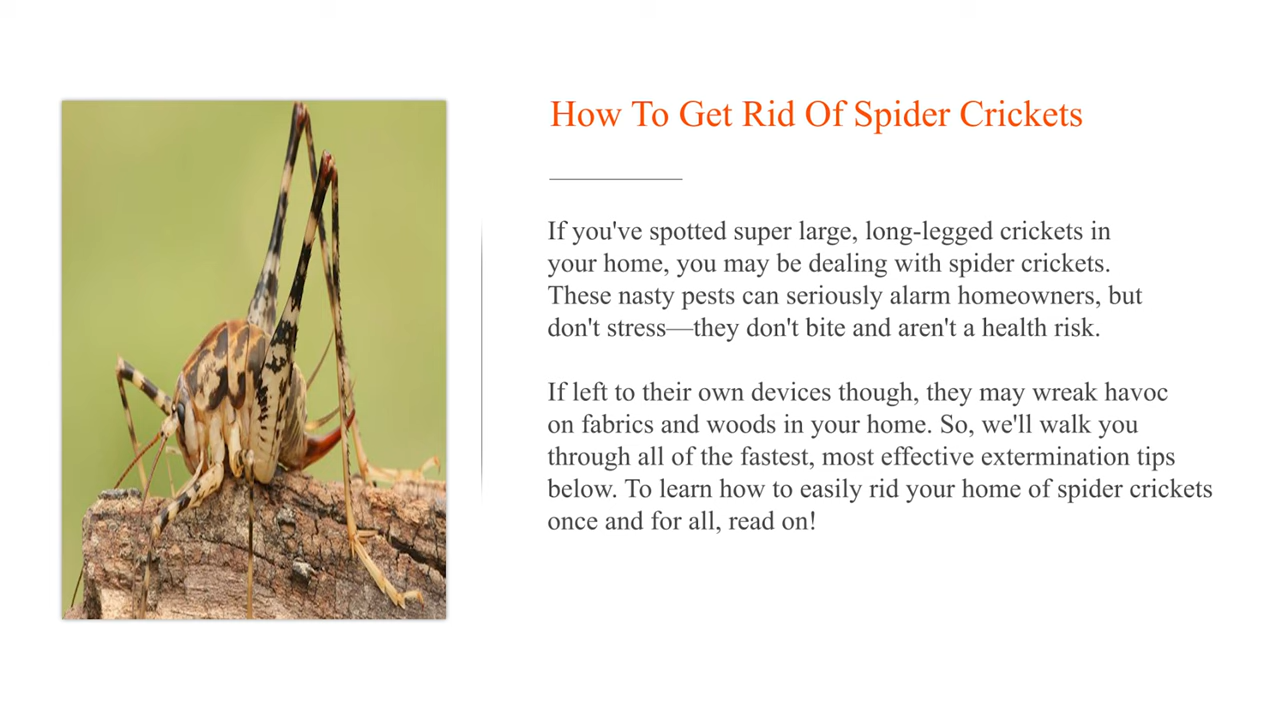 How To Get Rid Of Spider Crickets
If you've spotted super large, long-legged crickets in
your home, you may be dealing with spider crickets.
These nasty pests can seriously alarm homeowners, but
don't stress—they don't bite and aren't a health risk.
If left to their own devices though, they may wreak havoc
on fabrics and woods in your home. So, we'll walk you
through all of the fastest, most effective extermination tips
below. To learn how to easily rid your home of spider crickets
once and for all, read on!